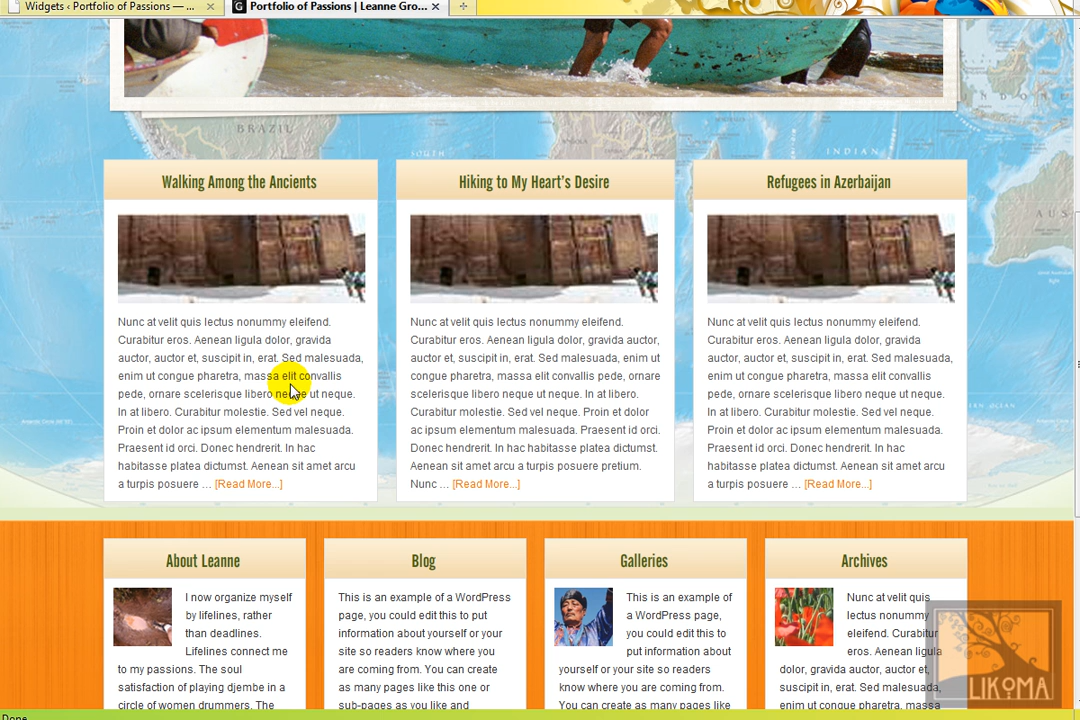 Widgets ‹ Portfolio of Passions — ...
Portfolio of Passions | Leanne Gro...
BRAZIL
SOUTH
ANGOLA
INDIAN
AUS
Walking Among the Ancients
Nunc at velit quis lectus nonummy eleifend.
Curabitur eros. Aenean ligula dolor, gravida
auctor, auctor et, suscipit in, erat. Sed malesuada,
enim ut congue pharetra, massa elit convallis
pede, ornare scelerisque libero neque ut neque.
In at libero. Curabitur molestie. Sed vel neque.
Proin et dolor ac ipsum elementum malesuada.
Praesent id orci. Donec hendrerit. In hac
habitasse platea dictumst. Aenean sit amet arcu
a turpis posuere ... [Read More...]
Hiking to My Heart's Desire
Nunc at velit quis lectus nonummy eleifend.
Curabitur eros. Aenean ligula dolor, gravida
auctor, auctor et, suscipit in, erat. Sed malesuada,
enim ut congue pharetra, massa elit convallis
pede, ornare scelerisque libero neque ut neque.
In at libero. Curabitur molestie. Sed vel
neque. Proin et dolor ac ipsum elementum
malesuada. Praesent id orci. Donec hendrerit.
In hac habitasse platea dictumst.
Aenean sit amet arcu a turpis posuere pretium.
Nunc ... [Read More...]
Refugees in Azerbaijan
Nunc at velit quis lectus nonummy eleifend.
Curabitur eros. Aenean ligula dolor, gravida
auctor, auctor et, suscipit in, erat. Sed malesuada,
enim ut congue pharetra, massa elit convallis
pede, ornare scelerisque libero neque ut neque.
In at libero. Curabitur molestie. Sed vel neque.
Proin et dolor ac ipsum elementum malesuada.
Praesent id orci. Donec hendrerit. In hac
habitasse platea dictumst. Aenean sit amet arcu
a turpis posuere ... [Read More...]
About Leanne
I now organize myself
by lifelines, rather
than deadlines.
Lifelines connect me
to my passions. The soul
satisfaction of playing djembe in a
circle of women drummers. The
Blog
This is an example of a WordPress
page, you could edit this to put
information about yourself or your
site so readers know where you
are coming from. You can create
as many pages like this one or
sub-pages as you like and
Galleries
This is an example of
a WordPress page,
you could edit this to
put information about
yourself or your site so readers
know where you are coming from.
You can create as many pages like
Archives
Nunc at velit quis
lectus nonummy
eleifend. Curabitur
eros. Aenean ligula
dolor, gravida auctor, auctor et,
suscipit in, erat. Sed malesuada,
enim ut congue pharetra, massa
LIKOMA
Done